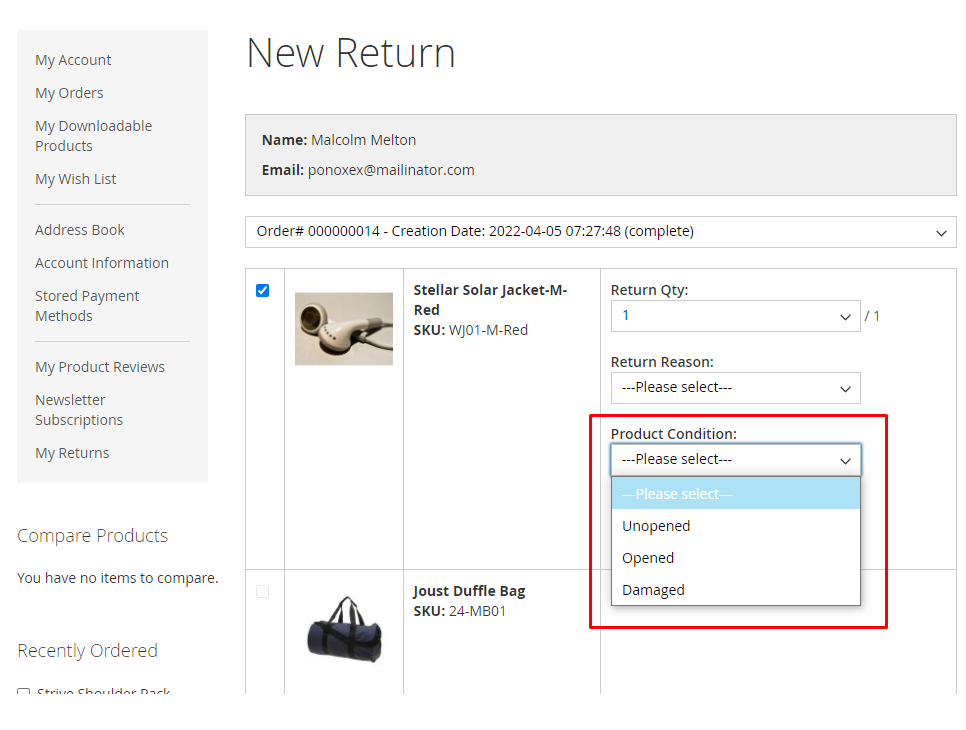 My Account
My Orders
My Downloadable
Products
My Wish List
Address Book
Account Information
Stored Payment
Methods
My Product Reviews
Newsletter
Subscriptions
My Returns
Compare Products
You have no items to compare.
Recently Ordered
Strive Shoulder Pack
New Return
Name: Malcolm Melton
Email: ponoxex@mailinator.com
Order# 000000014 - Creation Date: 2022-04-05 07:27:48 (complete)
Stellar Solar Jacket-M-
Red
SKU: WJ01-M-Red
Return Qty:
1 / 1
Return Reason:
---Please select---
Product Condition:
---Please select---
---Please select---
Unopened
Opened
Damaged
Joust Duffle Bag
SKU: 24-MB01